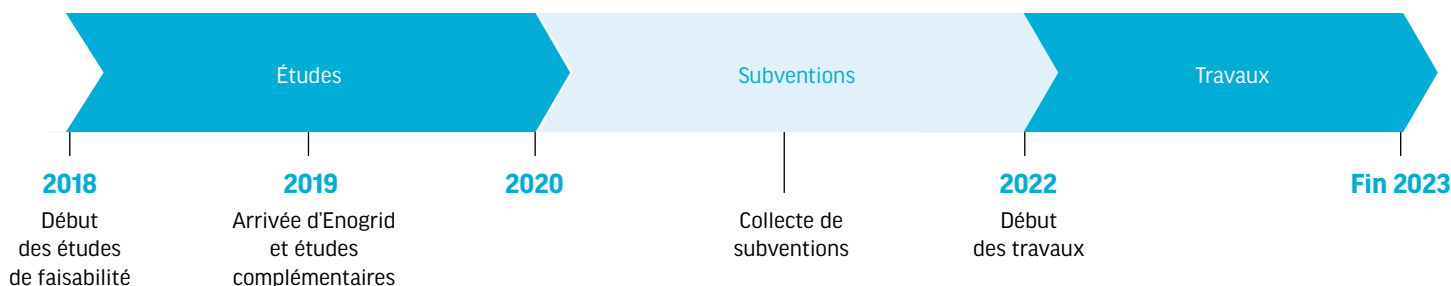 Études
Subventions
Travaux
2018
Début
des études
de faisabilité
2019
Arrivée d'Enogrid
et études
complémentaires
2020
Collecte de
subventions
2022
Début
des travaux
Fin 2023